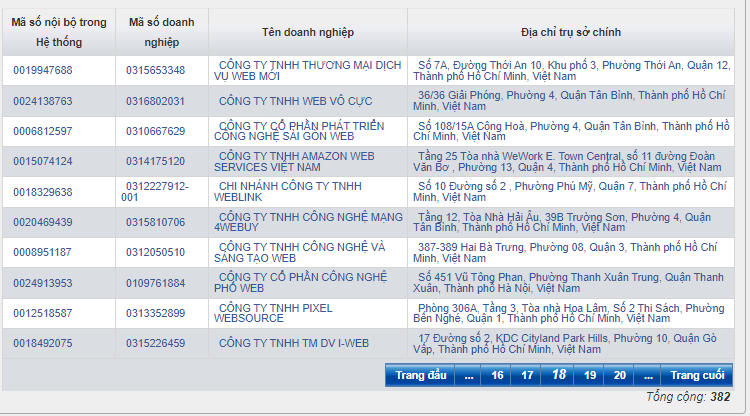 Mã số nội bộ trong Mã số doanh Tên doanh nghiệp Địa chỉ trụ sở chính
Hệ thống nghiệp
0019947688 0315653348 CÔNG TY TNHH THƯƠNG MẠI DỊCH VỤ WEB MỚI Số 7A, Đường Thới An 10, Khu phố 3, Phường Thới An, Quận 12, Thành phố Hồ Chí Minh, Việt Nam
0024138763 0316802031 CÔNG TY TNHH WEB VÔ CỰC 36/36 Giải Phóng, Phường 4, Quận Tân Bình, Thành phố Hồ Chí Minh, Việt Nam
0006812597 0310667629 CÔNG TY CỔ PHẦN PHÁT TRIỂN CÔNG NGHỆ SÀI GÒN WEB Số 108/15A Cộng Hoà, Phường 4, Quận Tân Bình, Thành phố Hồ Chí Minh, Việt Nam
0015074124 0314175120 CÔNG TY TNHH AMAZON WEB SERVICES VIỆT NAM Tầng 25 Tòa nhà WeWork E. Town Central, số 11 đường Đoàn Văn Bơ , Phường 13, Quận 4, Thành phố Hồ Chí Minh, Việt Nam
0018329638 0312227912-001 CHI NHÁNH CÔNG TY TNHH WEBLINK Số 10 Đường số 2 , Phường Phú Mỹ, Quận 7, Thành phố Hồ Chí Minh, Việt Nam
0020469439 0315810706 CÔNG TY TNHH CÔNG NGHỆ MẠNG 4WEBUY Tầng 12, Tòa Nhà Hải Âu, 39B Trường Sơn, Phường 4, Quận Tân Bình, Thành phố Hồ Chí Minh, Việt Nam
0008951187 0312050510 CÔNG TY TNHH CÔNG NGHỆ VÀ SÁNG TẠO WEB 387-389 Hai Bà Trưng, Phường 08, Quận 3, Thành phố Hồ Chí Minh, Việt Nam
0024913953 0109761884 CÔNG TY CỔ PHẦN CÔNG NGHỆ PHỐ WEB Số 451 Vũ Tông Phan, Phường Thanh Xuân Trung, Quận Thanh Xuân, Thành phố Hà Nội, Việt Nam
0012518587 0313352899 CÔNG TY TNHH PIXEL WEBSOURCE Phòng 306A, Tầng 3, Tòa nhà Hoa Lâm, Số 2 Thi Sách, Phường Bến Nghé, Quận 1, Thành phố Hồ Chí Minh, Việt Nam
0018492075 0315226459 CÔNG TY TNHH TM DV I-WEB 17 Đường số 2, KDC Cityland Park Hills, Phường 10, Quận Gò Vấp, Thành phố Hồ Chí Minh, Việt Nam
Trang đầu ... 16 17 18 19 20 ... Trang cuối
Tổng cộng: 382